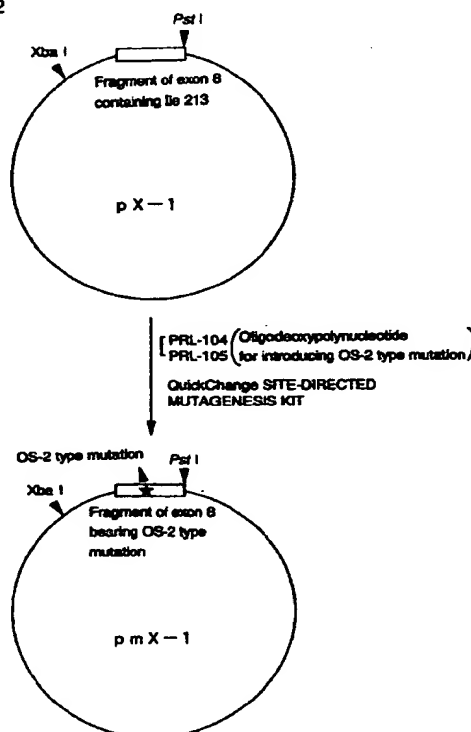 2
Pst I
Xba I
Fragment of exon 8
containing Ile 213
p X - 1
[PRL-104 (Oligodeoxypolynucleotide
PRL-105 for introducing OS-2 type mutation)
QuickChange SITE-DIRECTED
MUTAGENESIS KIT
OS-2 type mutation
Pst I
Xba I
Fragment of exon 8
bearing OS-2 type
mutation
p m X - 1